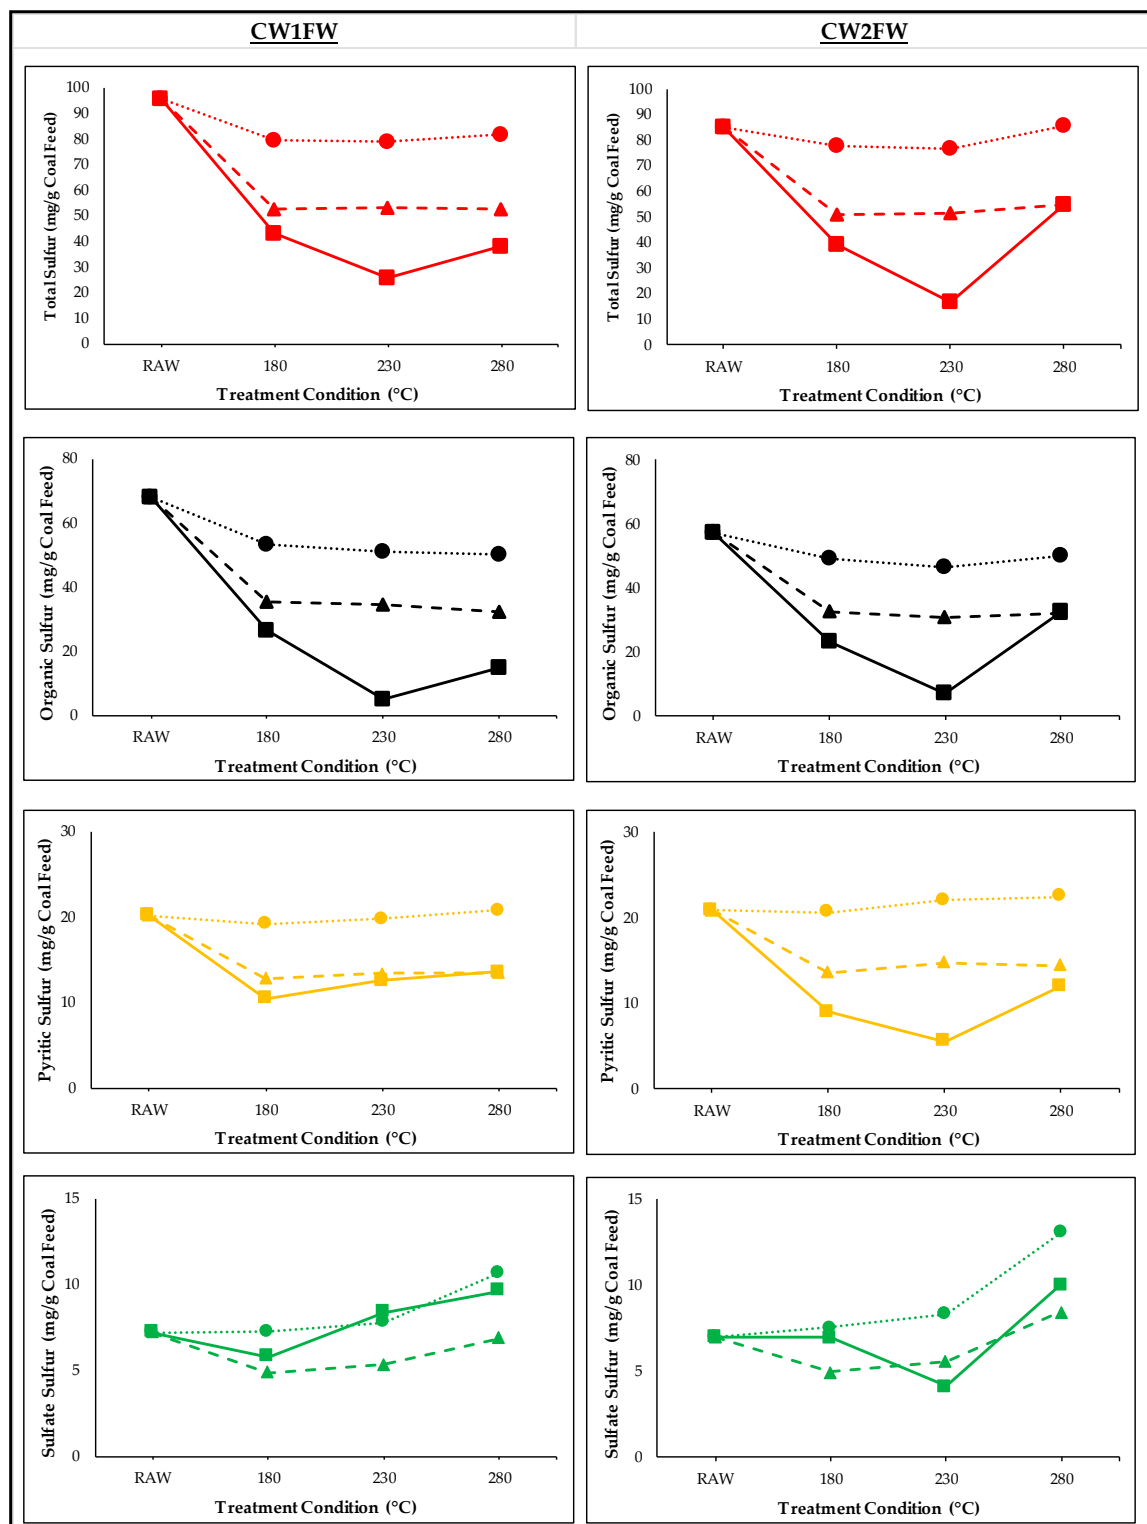 CW1FW
CW2FW
Total Sulfur (mg/g Coal Feed)
100
90
80
70
60
50
40
30
20
10
0
RAW 180 230 280
Treatment Condition (°C)
Total Sulfur (mg/g Coal Feed)
100
90
80
70
60
50
40
30
20
10
0
RAW 180 230 280
Treatment Condition (°C)
Organic Sulfur (mg/g Coal Feed)
80
60
40
20
0
RAW 180 230 280
Treatment Condition (°C)
Organic Sulfur (mg/g Coal Feed)
80
60
40
20
0
RAW 180 230 280
Treatment Condition (°C)
Pyritic Sulfur (mg/g Coal Feed)
30
20
10
0
RAW 180 230 280
Treatment Condition (°C)
Pyritic Sulfur (mg/g Coal Feed)
30
20
10
0
RAW 180 230 280
Treatment Condition (°C)
Sulfate Sulfur (mg/g Coal Feed)
15
10
5
0
RAW 180 230 280
Treatment Condition (°C)
Sulfate Sulfur (mg/g Coal Feed)
15
10
5
0
RAW 180 230 280
Treatment Condition (°C)